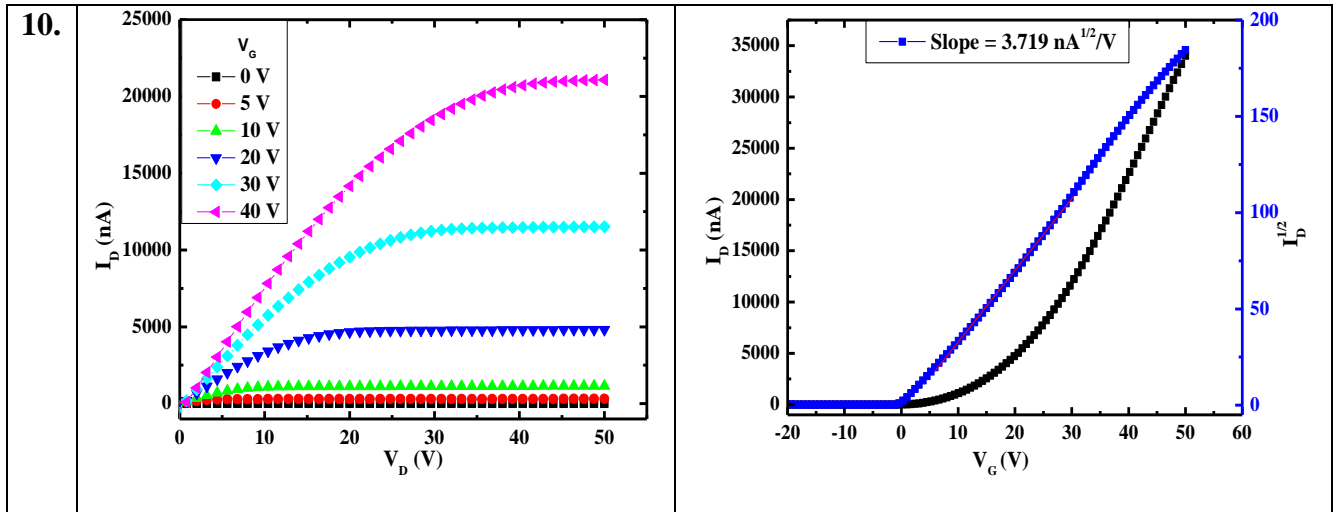 10.
25000
20000
15000
10000
5000
0
I_D (nA)
V_G
0 V
5 V
10 V
20 V
30 V
40 V
0 10 20 30 40 50
V_D (V)
35000
30000
25000
20000
15000
10000
5000
0
I_D (nA)
Slope = 3.719 nA^{1/2}/V
200
150
100
50
0
I_D^{1/2}
-20 -10 0 10 20 30 40 50 60
V_G (V)